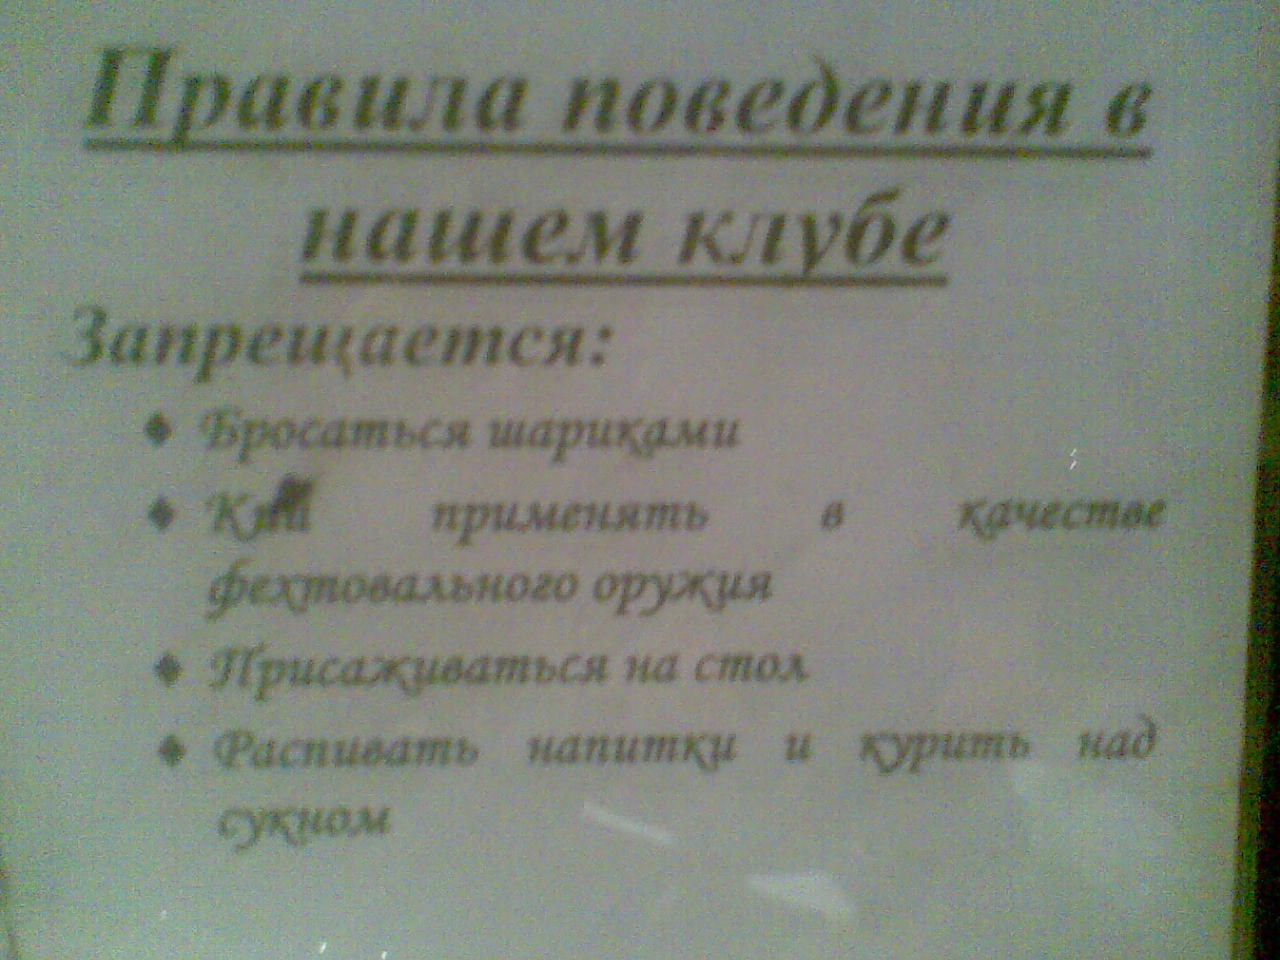 Правила поведения в
нашем клубе
Запрещается:
♦ Бросаться шариками
♦ применять в качестве
фехтовального оружия
♦ Присаживаться на стол
♦ Распивать напитки и курить над
сукном